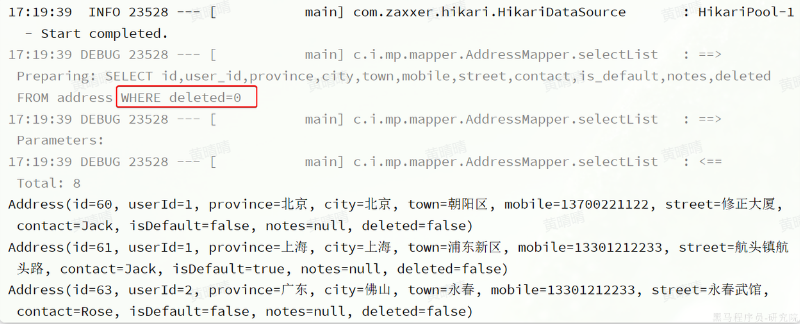 17:19:39  INFO 23528 --- [           main] com.zaxxer.hikari.HikariDataSource       : HikariPool-1
- Start completed.
17:19:39 DEBUG 23528 --- [           main] c.i.mp.mapper.AddressMapper.selectList   : ==>
Preparing: SELECT id,user_id,province,city,town,mobile,street,contact,is_default,notes,deleted
FROM address WHERE deleted=0
17:19:39 DEBUG 23528 --- [           main] c.i.mp.mapper.AddressMapper.selectList   : ==>
Parameters:
17:19:39 DEBUG 23528 --- [           main] c.i.mp.mapper.AddressMapper.selectList   : <==
Total: 8
Address(id=60, userId=1, province=北京, city=北京, town=朝阳区, mobile=13700221122, street=修正大厦,
contact=Jack, isDefault=false, notes=null, deleted=false)
Address(id=61, userId=1, province=上海, city=上海, town=浦东新区, mobile=13301212233, street=航头镇航
头路, contact=Jack, isDefault=true, notes=null, deleted=false)
Address(id=63, userId=2, province=广东, city=佛山, town=永春, mobile=13301212233, street=永春武馆,
contact=Rose, isDefault=false, notes=null, deleted=false)
黑马程序员-研究院